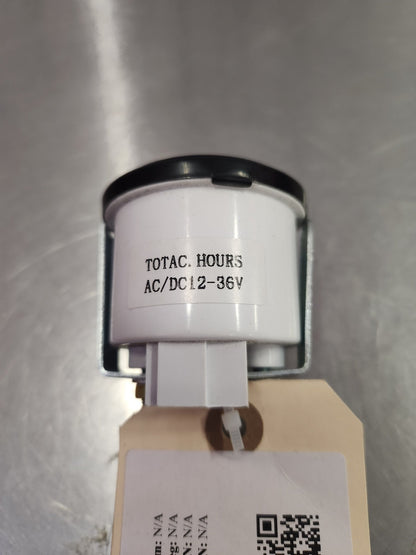 TOTAC. HOURS
AC/DC12-36V
N/A
N/A
N: N/A
N: N/A